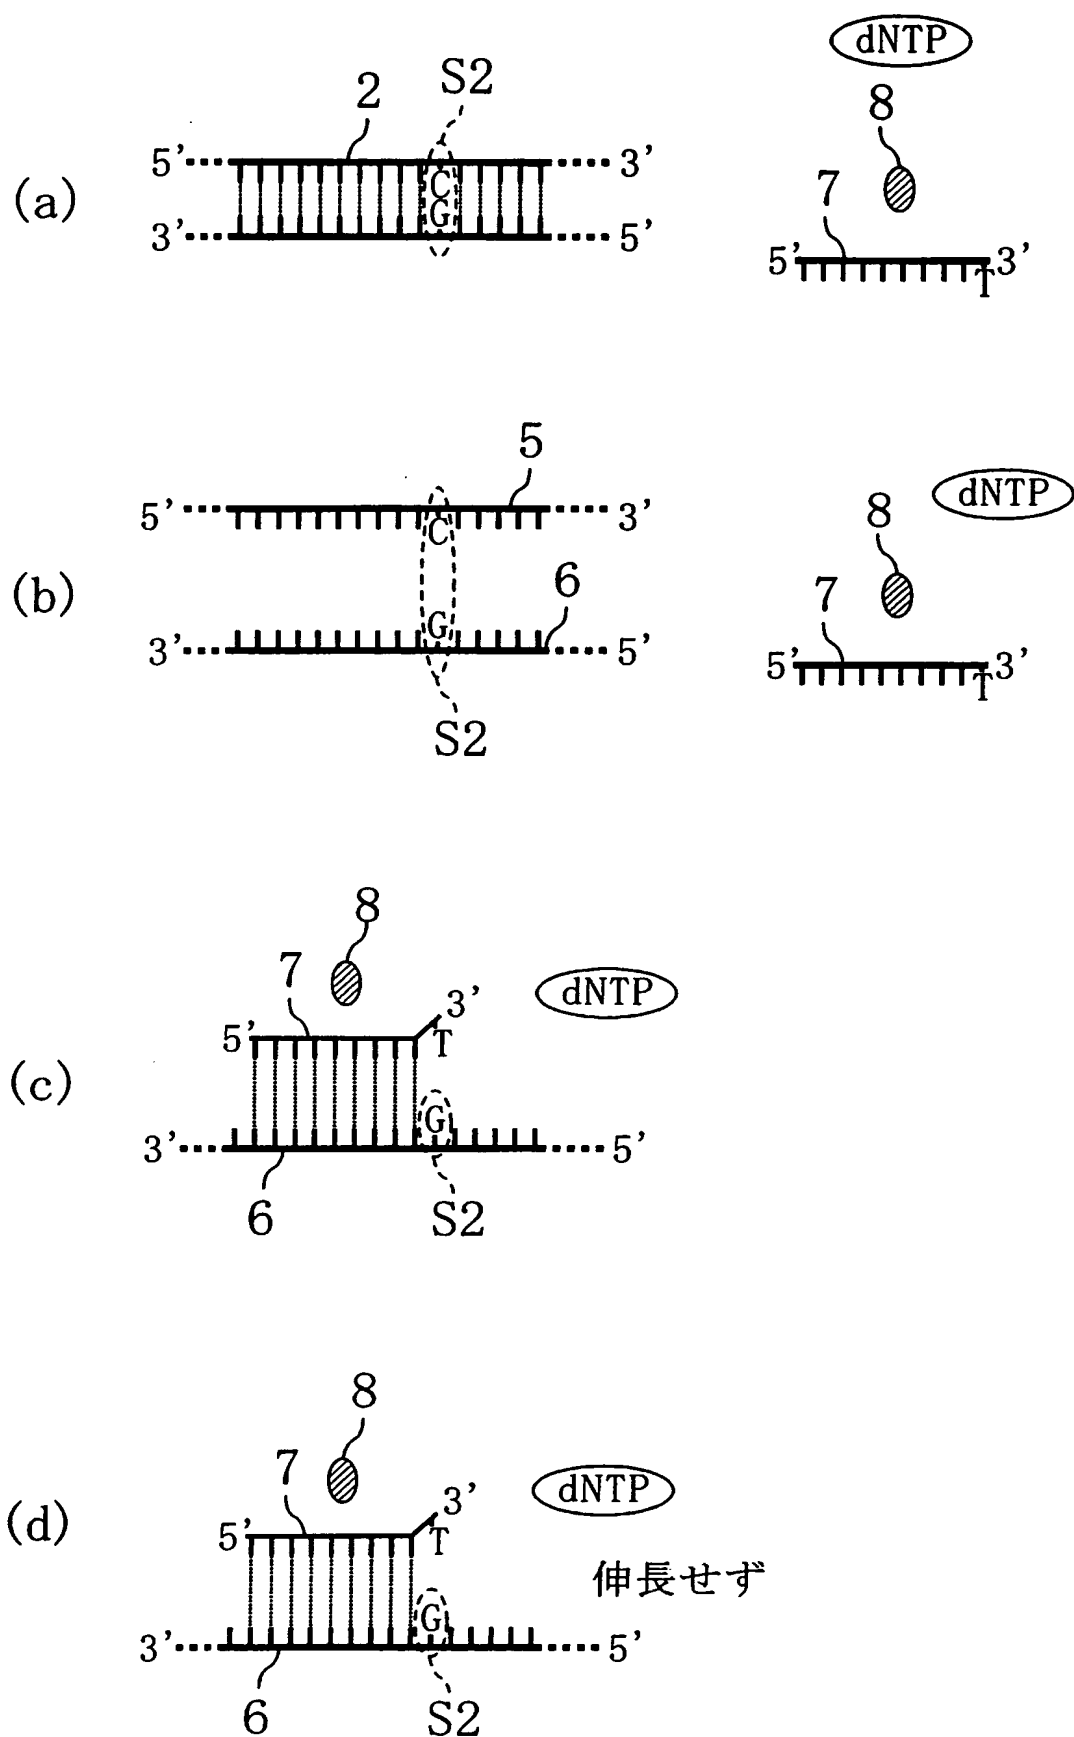 dNTP
8
2
S2
7
(a)
5' 3'
C
G
3' 5'
5' 3'
T
5
dNTP
8
5' 3'
C
(b)
6
7
G
3' 5'
5' 3'
T
S2
8
7
dNTP
3'
5'
T
(c)
G
3' 5'
6
S2
8
7
dNTP
3'
(d)
5'
T
伸長せず
G
3' 5'
6
S2